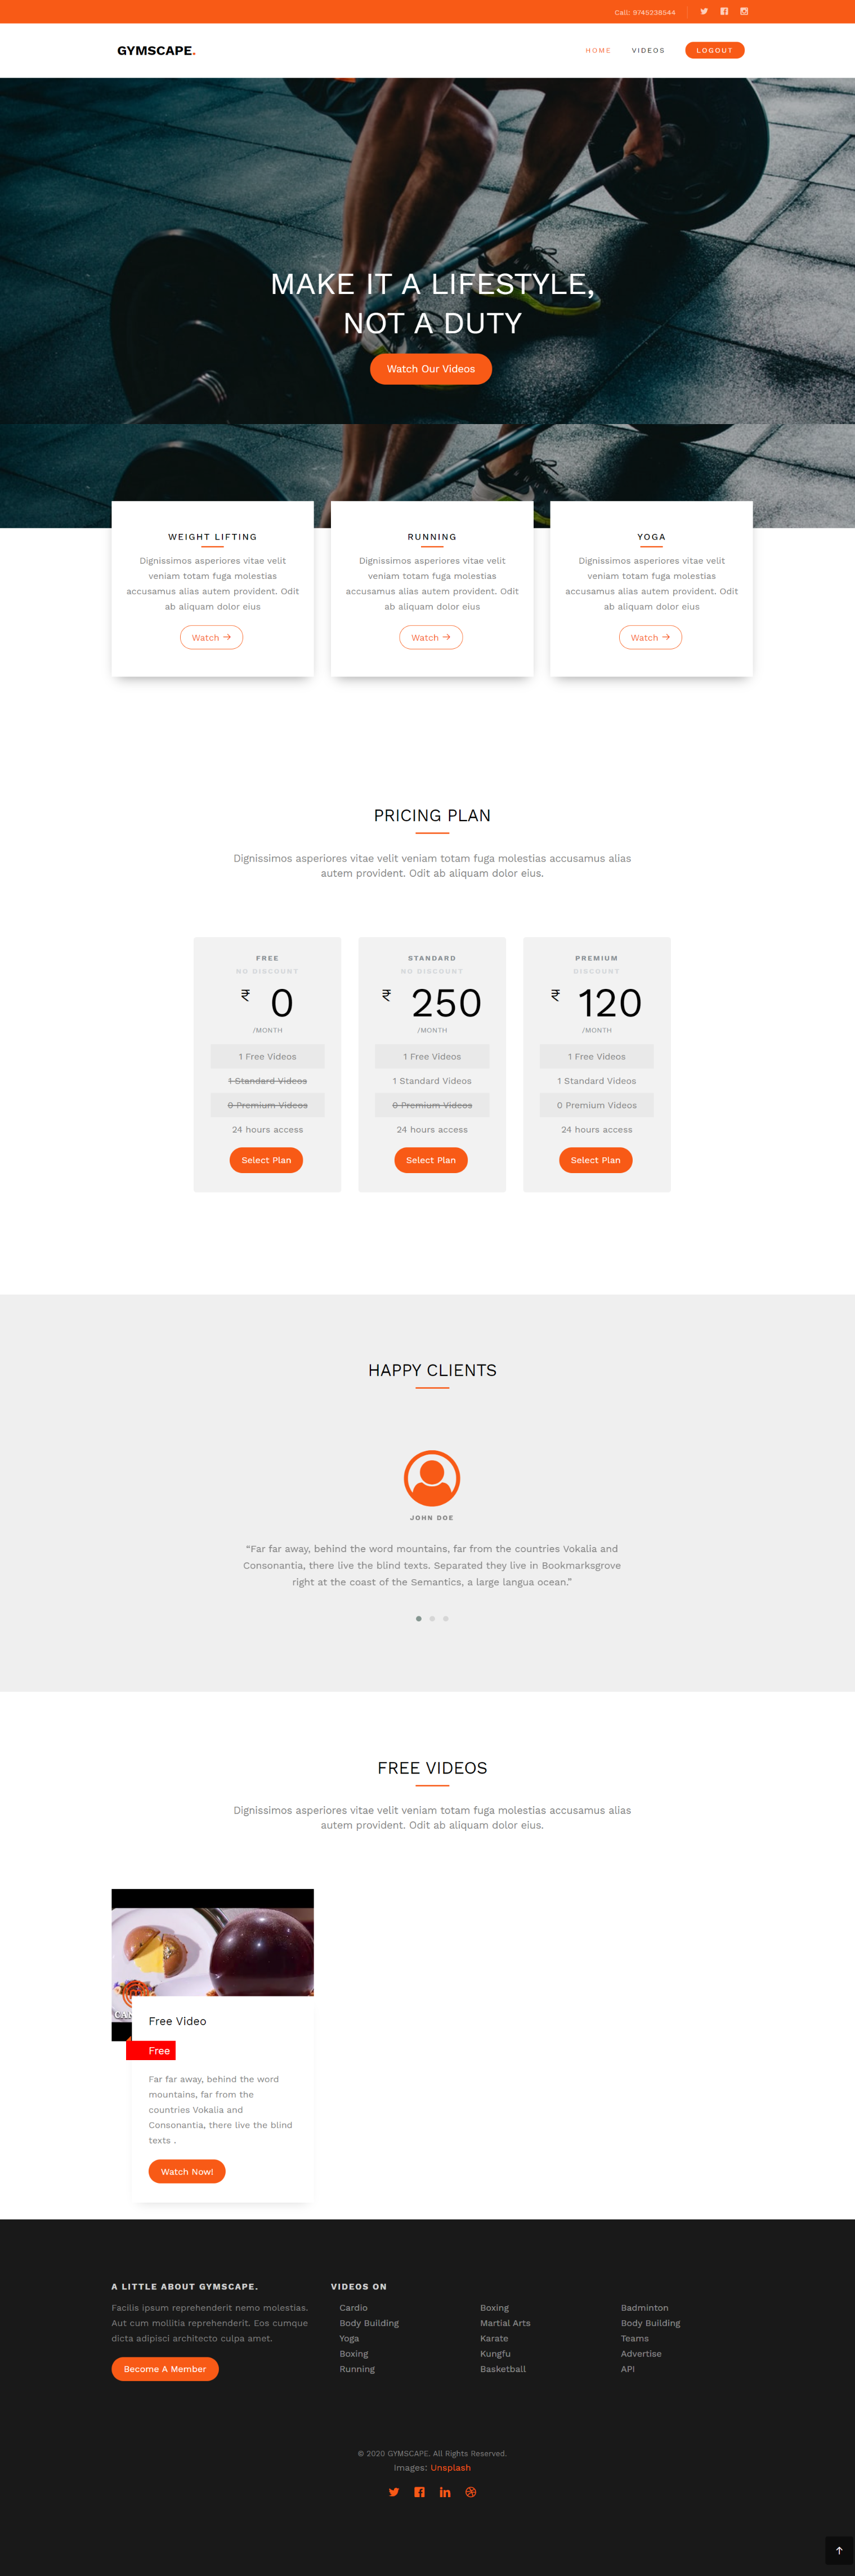 Call: 9745238544
GYMSCAPE.
HOME VIDEOS LOGOUT
MAKE IT A LIFESTYLE,
NOT A DUTY
Watch Our Videos
WEIGHT LIFTING
Dignissimos asperiores vitae velit
veniam totam fuga molestias
accusamus alias autem provident. Odit
ab aliquam dolor eius
Watch →
RUNNING
Dignissimos asperiores vitae velit
veniam totam fuga molestias
accusamus alias autem provident. Odit
ab aliquam dolor eius
Watch →
YOGA
Dignissimos asperiores vitae velit
veniam totam fuga molestias
accusamus alias autem provident. Odit
ab aliquam dolor eius
Watch →
PRICING PLAN
Dignissimos asperiores vitae velit veniam totam fuga molestias accusamus alias
autem provident. Odit ab aliquam dolor eius.
FREE
NO DISCOUNT
₹ 0
/MONTH
1 Free Videos
1 Standard Videos
0 Premium Videos
24 hours access
Select Plan
STANDARD
NO DISCOUNT
₹ 250
/MONTH
1 Free Videos
1 Standard Videos
0 Premium Videos
24 hours access
Select Plan
PREMIUM
DISCOUNT
₹ 120
/MONTH
1 Free Videos
1 Standard Videos
0 Premium Videos
24 hours access
Select Plan
HAPPY CLIENTS
JOHN DOE
“Far far away, behind the word mountains, far from the countries Vokalia and
Consonantia, there live the blind texts. Separated they live in Bookmarksgrove
right at the coast of the Semantics, a large langua ocean.”
FREE VIDEOS
Dignissimos asperiores vitae velit veniam totam fuga molestias accusamus alias
autem provident. Odit ab aliquam dolor eius.
Free Video
Free
Far far away, behind the word
mountains, far from the
countries Vokalia and
Consonantia, there live the blind
texts .
Watch Now!
A LITTLE ABOUT GYMSCAPE.
Facilis ipsum reprehenderit nemo molestias.
Aut cum mollitia reprehenderit. Eos cumque
dicta adipisci architecto culpa amet.
Become A Member
VIDEOS ON
Cardio
Body Building
Yoga
Boxing
Running
Boxing
Martial Arts
Karate
Kungfu
Basketball
Badminton
Body Building
Teams
Advertise
API
© 2020 GYMSCAPE. All Rights Reserved.
Images: Unsplash